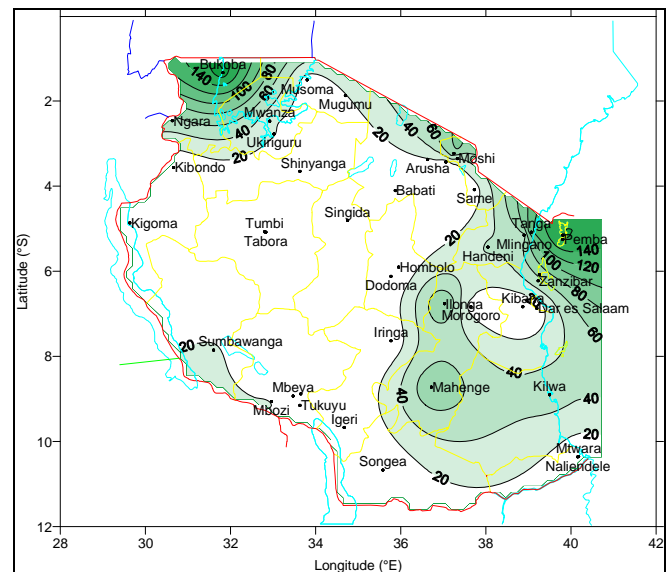 Bukoba
140
100
80
60
40
20
Musoma
Mugumu
Ngara
Mwanza
Ukinguru
Kibondo
Shinyanga
20
40
60
Arusha
Moshi
Babati
Same
Kigoma
Tumbi
Tabora
Singida
20
Tanga
Mlingano
Handeni
Pemba
100
140
120
80
60
Hombolo
Dodoma
Zanzibar
Ilonga
Morogoro
Kibaha
Dar es Salaam
Iringa
Sumbawanga
20
40
40
Mahenge
Kilwa
40
Mbeya
Mbozi
Tukuyu
Igeri
20
Mtwara
Naliendele
Songea
20
2
4
6
8
10
12
28
30
32
34
36
38
40
42
Latitude (°S)
Longitude (°E)